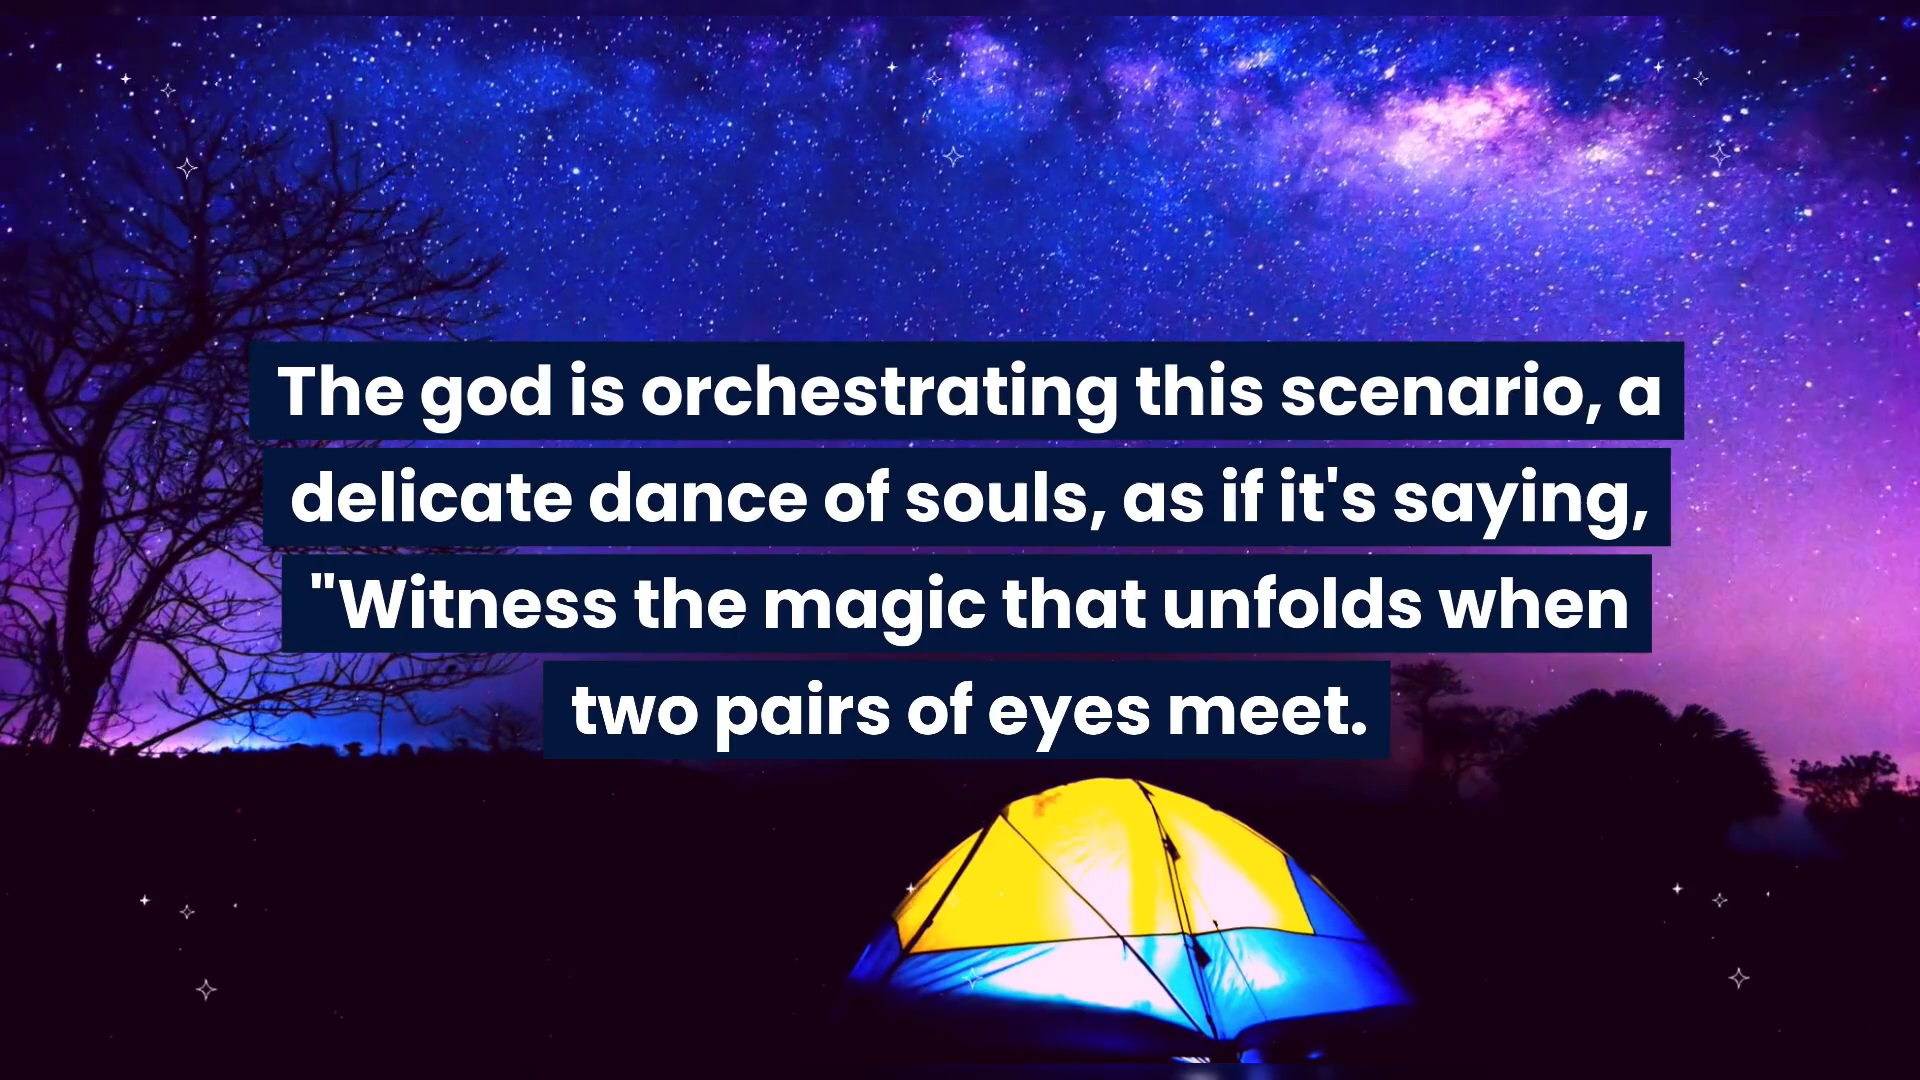 The god is orchestrating this scenario, a
delicate dance of souls, as if it's saying,
"Witness the magic that unfolds when
two pairs of eyes meet.